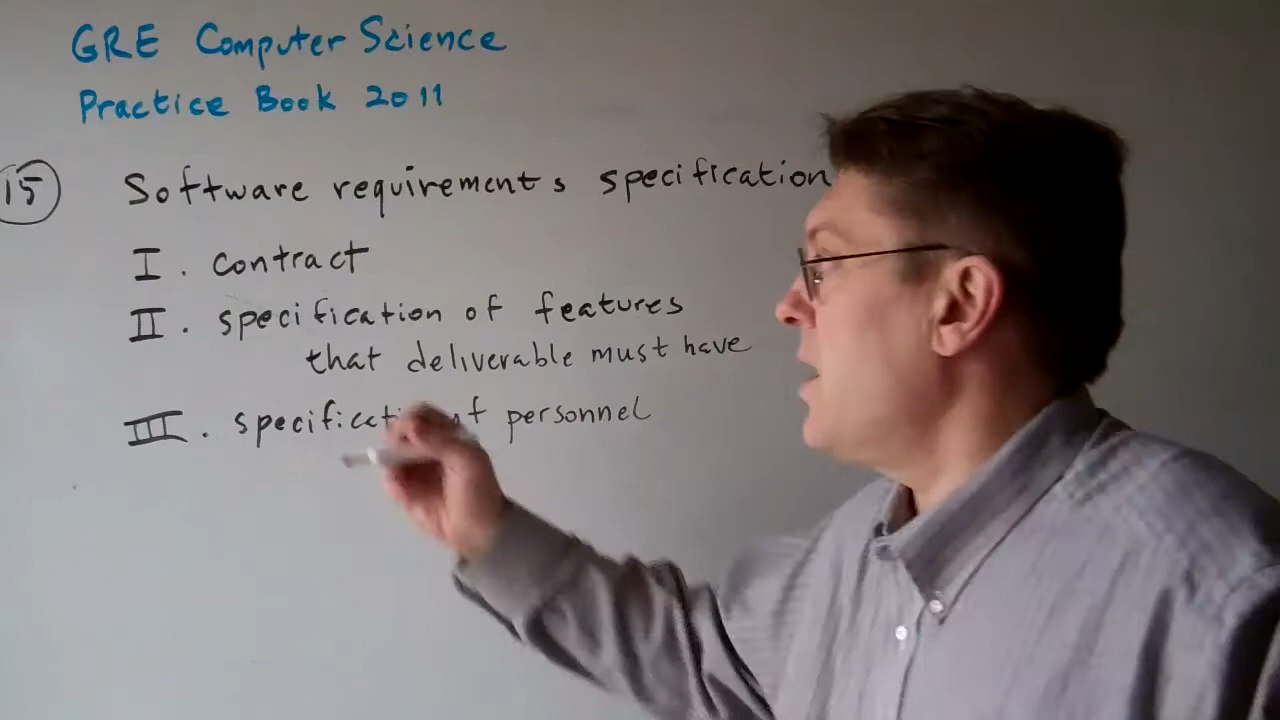 GRE Computer Science
Practice Book 2011
15 Software requirements specification
I. contract
II. specification of features
that deliverable must have
III. personnel